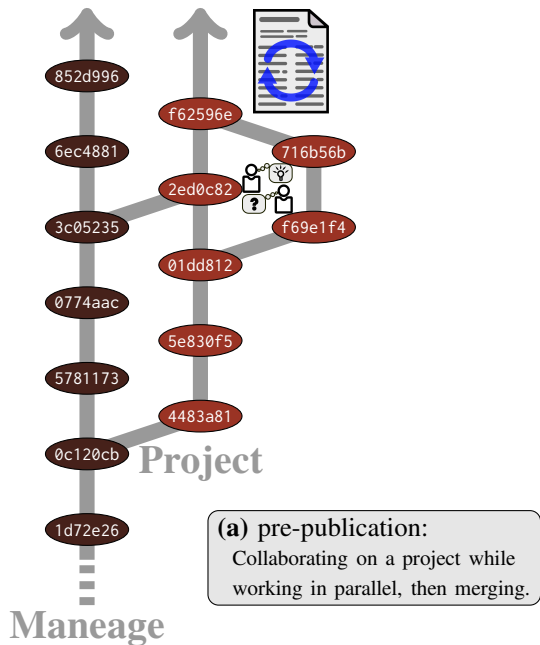 852d996
f62596e
6ec4881
716b56b
2ed0c82
?
3c05235
f69e1f4
01dd812
0774aac
5e830f5
5781173
4483a81
0c120cb
Project
1d72e26
(a) pre-publication:
Collaborating on a project while
working in parallel, then merging.
Maneage